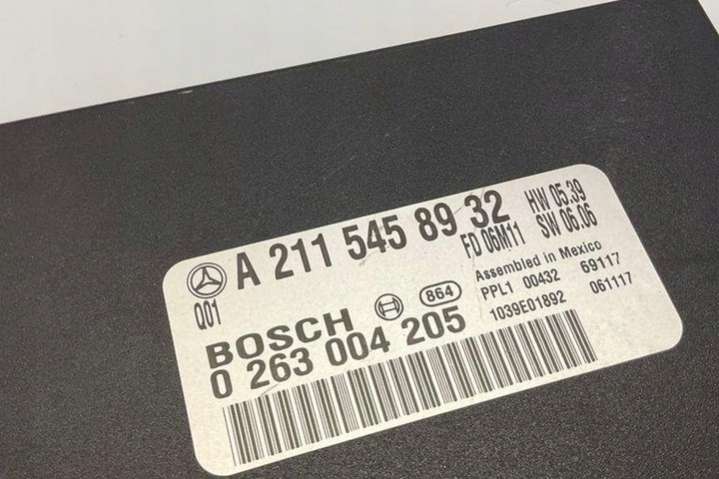 A 211 545 89 32
Q01
FD 06M11
HW 05.39
SW 06.06
BOSCH
864
0 263 004 205
Assembled in Mexico
PPL1 00432 69117
1039E01892 061117